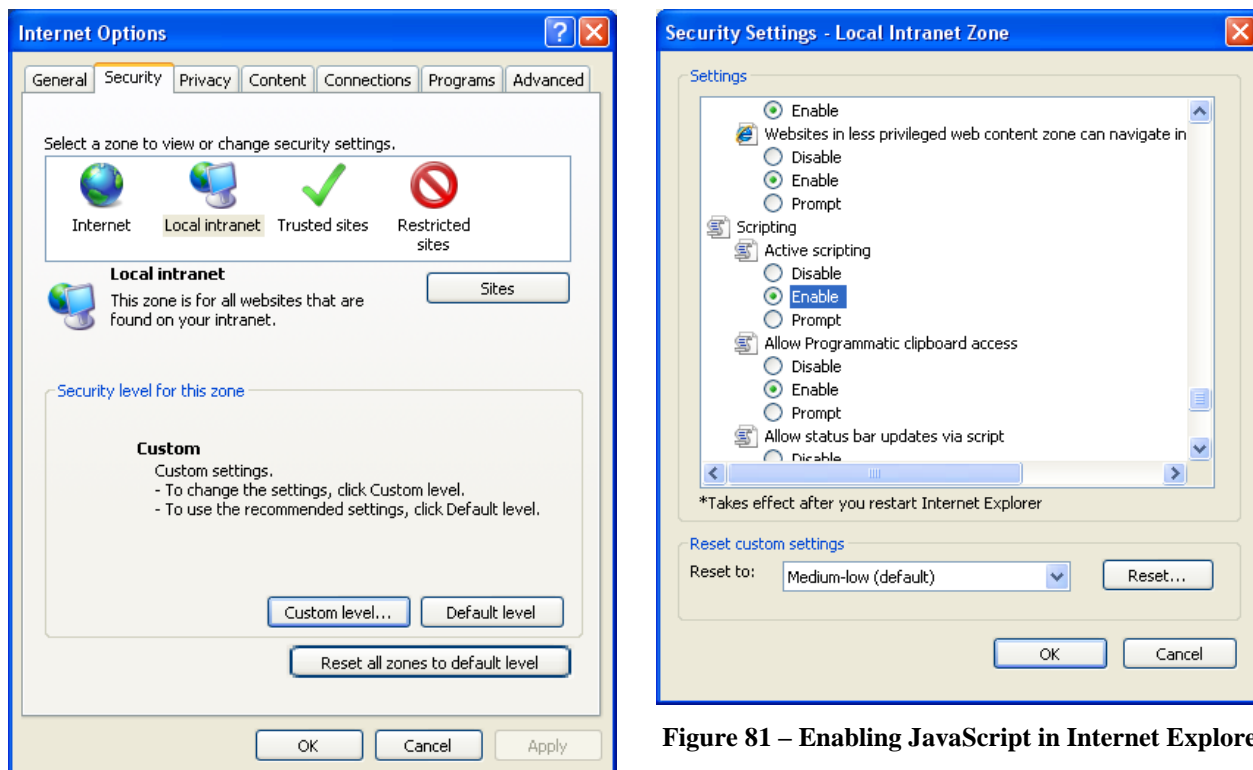 Internet Options
General Security Privacy Content Connections Programs Advanced
Select a zone to view or change security settings.
Internet Local intranet Trusted sites Restricted
sites
Local intranet
This zone is for all websites that are
found on your intranet.
Sites
Security level for this zone
Custom
Custom settings.
- To change the settings, click Custom level.
- To use the recommended settings, click Default level.
Custom level... Default level
Reset all zones to default level
OK Cancel Apply
Security Settings - Local Intranet Zone
Settings
Enable
Websites in less privileged web content zone can navigate in
Disable
Enable
Prompt
Scripting
Active scripting
Disable
Enable
Prompt
Allow Programmatic clipboard access
Disable
Enable
Prompt
Allow status bar updates via script
Disable
*Takes effect after you restart Internet Explorer
Reset custom settings
Reset to: Medium-low (default) Reset...
OK Cancel
Figure 81 – Enabling JavaScript in Internet Explore